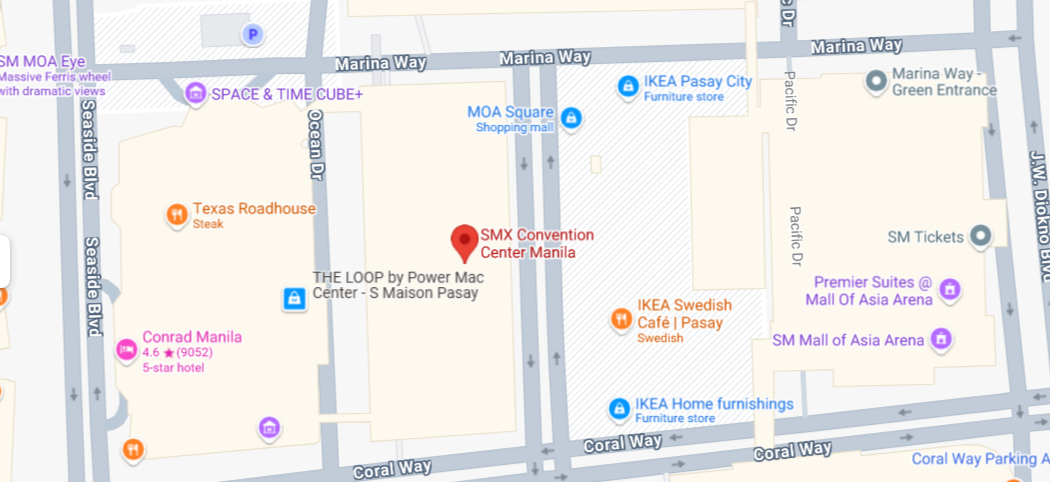 c Dr
P
SM MOA Eye
Massive Ferris wheel
with dramatic views
SPACE & TIME CUBE+
Marina Way
Marina Way
Marina Way
IKEA Pasay City
Furniture store
Marina Way -
Green Entrance
MOA Square
Shopping mall
Pacific Dr
Seaside Blvd
Ocean Dr
J.W. Diokno Blvd
Texas Roadhouse
Steak
SMX Convention
Center Manila
Pacific Dr
SM Tickets
Seaside Blvd
THE LOOP by Power Mac
Center - S Maison Pasay
Premier Suites @
Mall Of Asia Arena
IKEA Swedish
Café | Pasay
Swedish
Conrad Manila
4.6 ★ (9052)
5-star hotel
SM Mall of Asia Arena
IKEA Home furnishings
Furniture store
Coral Way
Coral Way
Coral Way
Coral Way Parking A